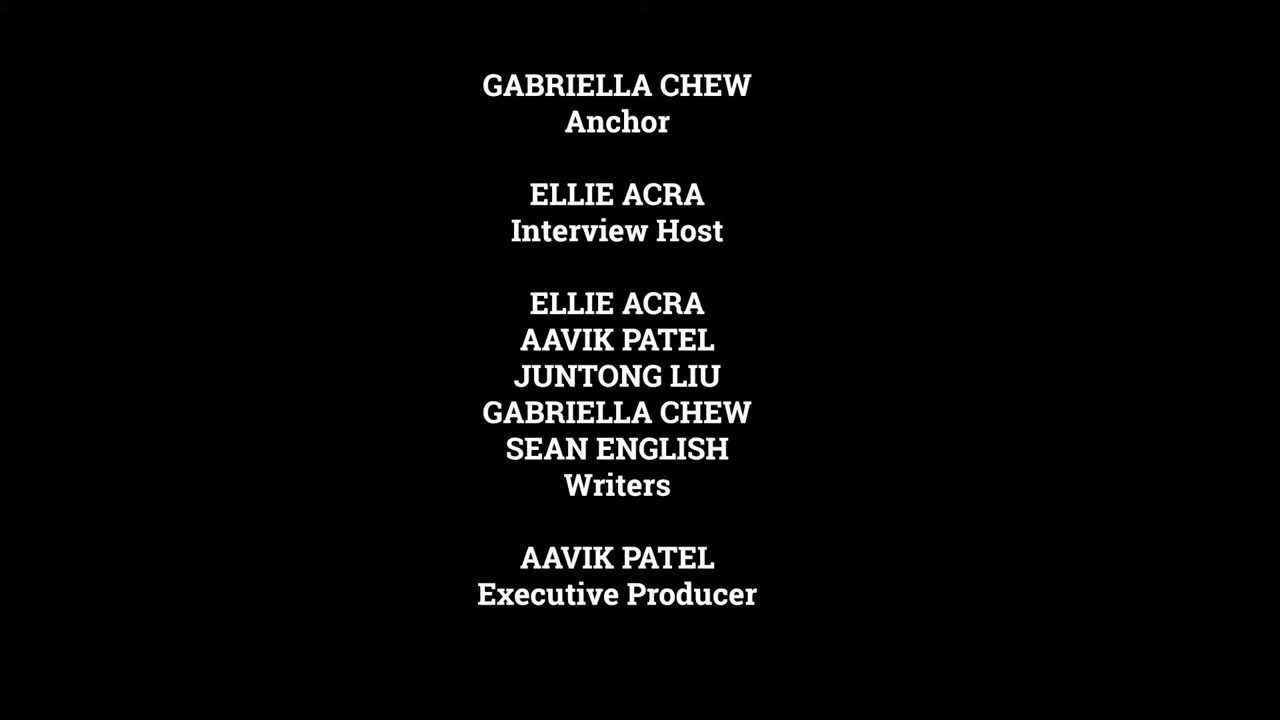 GABRIELLA CHEW
Anchor
ELLIE ACRA
Interview Host
ELLIE ACRA
AAVIK PATEL
JUNTONG LIU
GABRIELLA CHEW
SEAN ENGLISH
Writers
AAVIK PATEL
Executive Producer